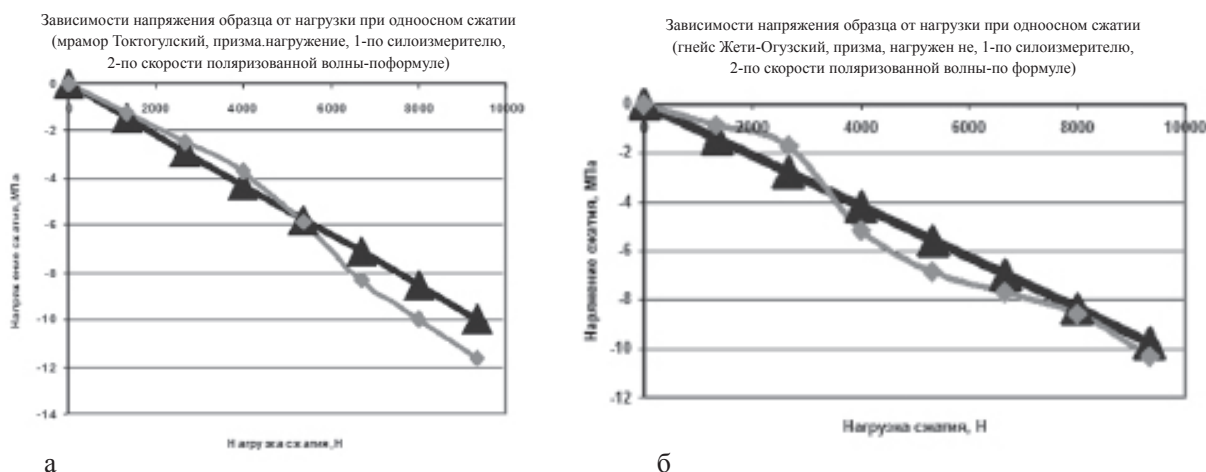 Зависимости напряжения образца от нагрузки при одноосном сжатии
(мрамор Токтогулский, призма.нагружение, 1-по силоизмерителю,
2-по скорости поляризованной волны-поформуле)
0
-2
-4
-6
-8
-10
-12
-14
0
2000
4000
6000
8000
10000
Напряжение сжатия,МПа
Нагрузка сжатия,Н
а
Зависимости напряжения образца от нагрузки при одноосном сжатии
(гнейс Жети-Огузский, призма, нагружен не, 1-по силоизмерителю,
2-по скорости поляризованной волны-по формуле)
0
-2
-4
-6
-8
-10
-12
0
2000
4000
6000
8000
10000
Наряжение сжатия, МПа
Нагрузка сжатия, Н
б